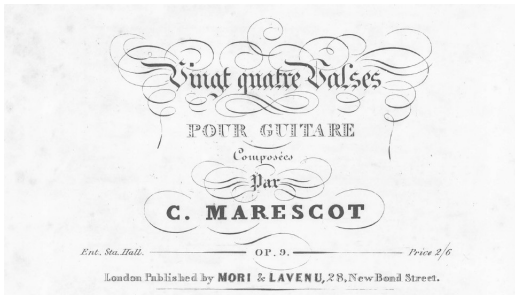 Vingt quatre Valses
POUR GUITARE
Composées
Par
C. MARESCOT
Ent. Sta. Hall. OP. 9. Price 2/6
London Published by MORI & LAVENU, 28, New Bond Street.